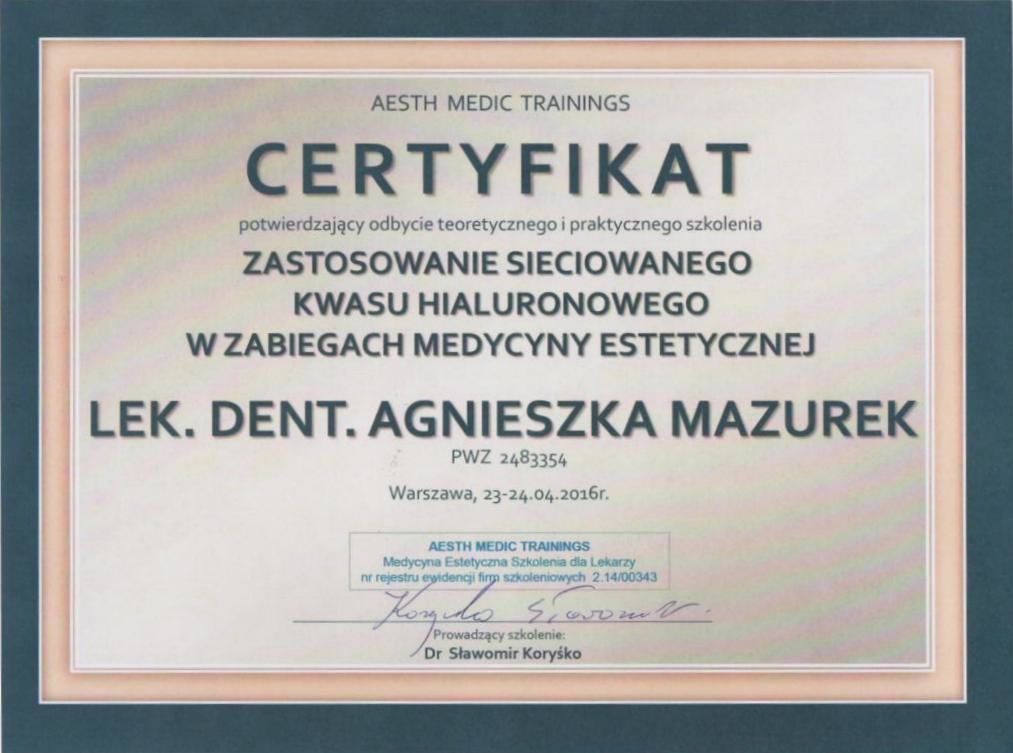 AESTH MEDIC TRAININGS
CERTYFIKAT
potwierdzający odbycie teoretycznego i praktycznego szkolenia
ZASTOSOWANIE SIECIOWANEGO
KWASU HIALURONOWEGO
W ZABIEGACH MEDYCYNY ESTETYCZNEJ
LEK. DENT. AGNIESZKA MAZUREK
PWZ 2483354
Warszawa, 23-24.04.2016r.
AESTH MEDIC TRAININGS
Medycyna Estetyczna Szkolenia dla Lekarzy
nr rejestru ewidencji firm szkoleniowych 2.14/00343
Prowadzący szkolenie:
Dr Sławomir Koryśko